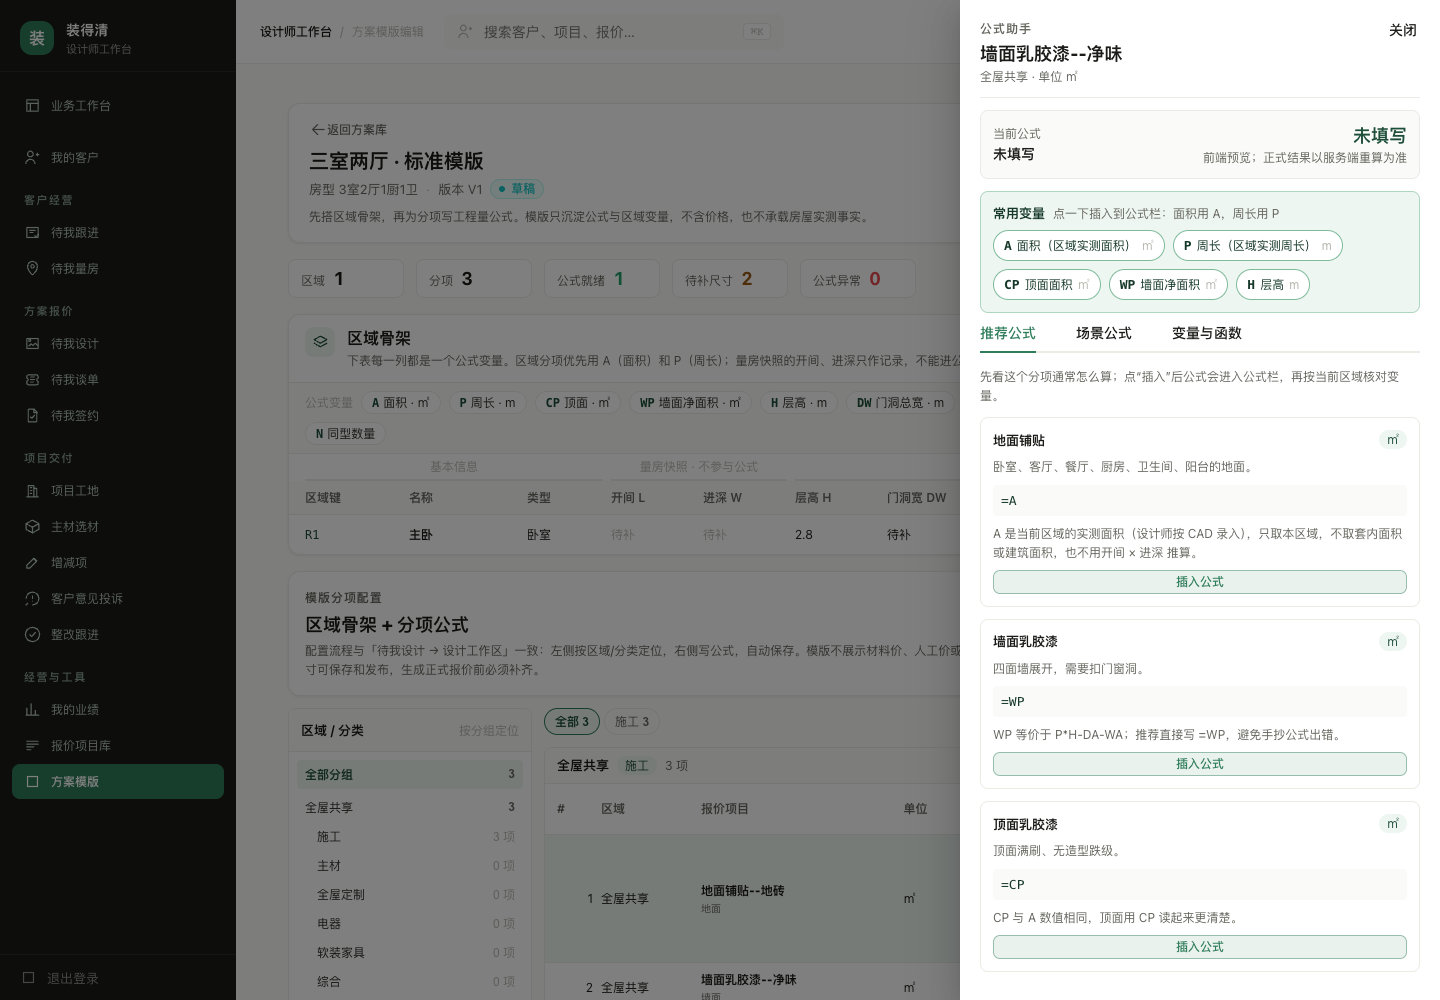 装
装得清
设计师工作台
业务工作台
我的客户
客户经营
待我跟进
待我量房
方案报价
待我设计
待我谈单
待我签约
项目交付
项目工地
主材选材
增减项
客户意见投诉
整改跟进
经营与工具
我的业绩
报价项目库
方案模版
退出登录
设计师工作台 / 方案模版编辑
搜索客户、项目、报价...
⌘K
返回方案库
三室两厅 · 标准模版
房型 3室2厅1厨1卫 · 版本 V1 草稿
先搭区域骨架，再为分项写工程量公式。模版只沉淀公式与区域变量，不含价格，也不承载房屋实测事实。
区域 1
分项 3
公式就绪 1
待补尺寸 2
公式异常 0
区域骨架
下表每一列都是一个公式变量。区域分项优先用 A（面积）和 P（周长）；量房快照的开间、进深只作记录，不能进公
公式变量 A 面积 · ㎡ P 周长 · m CP 顶面 · ㎡ WP 墙面净面积 · ㎡ H 层高 · m DW 门洞总宽 · m
N 同型数量
基本信息 量房快照 · 不参与公式
区域键 名称 类型 开间 L 进深 W 层高 H 门洞宽 DW
R1 主卧 卧室 待补 待补 2.8 待补
模版分项配置
区域骨架 + 分项公式
配置流程与「待我设计 → 设计工作区」一致：左侧按区域/分类定位，右侧写公式，自动保存。模版不展示材料价、人工价或
寸可保存和发布，生成正式报价前必须补齐。
区域 / 分类 按分组定位
全部分组 3
全屋共享 3
施工 3 项
主材 0 项
全屋定制 0 项
电器 0 项
软装家具 0 项
综合 0 项
全部 3 施工 3
全屋共享 施工 3 项
# 区域 报价项目 单位
1 全屋共享 地面铺贴--地砖 ㎡
地面
2 全屋共享 墙面乳胶漆--净味 ㎡
墙面
公式助手
关闭
墙面乳胶漆--净味
全屋共享 · 单位 ㎡
当前公式
未填写
未填写
前端预览；正式结果以服务端重算为准
常用变量 点一下插入到公式栏：面积用 A，周长用 P
A 面积（区域实测面积） ㎡
P 周长（区域实测周长） m
CP 顶面面积 ㎡
WP 墙面净面积 ㎡
H 层高 m
推荐公式 场景公式 变量与函数
先看这个分项通常怎么算；点“插入”后公式会进入公式栏，再按当前区域核对变
量。
地面铺贴 ㎡
卧室、客厅、餐厅、厨房、卫生间、阳台的地面。
=A
A 是当前区域的实测面积（设计师按 CAD 录入），只取本区域，不取套内面积
或建筑面积，也不用开间 × 进深 推算。
插入公式
墙面乳胶漆 ㎡
四面墙展开，需要扣门窗洞。
=WP
WP 等价于 P*H-DA-WA；推荐直接写 =WP，避免手抄公式出错。
插入公式
顶面乳胶漆 ㎡
顶面满刷、无造型跌级。
=CP
CP 与 A 数值相同，顶面用 CP 读起来更清楚。
插入公式